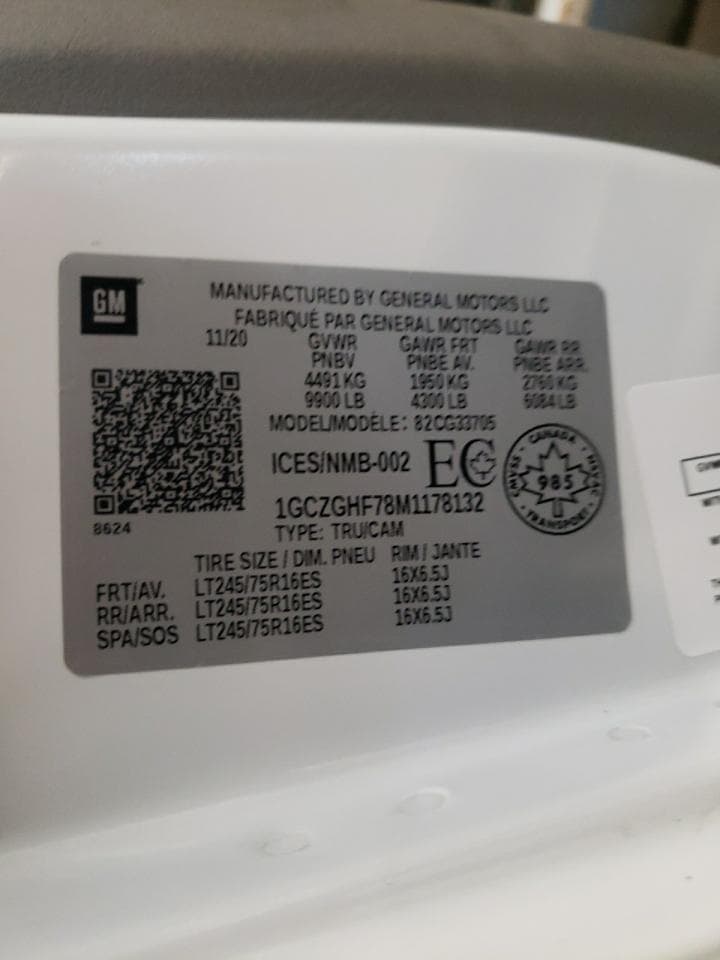 GM
MANUFACTURED BY GENERAL MOTORS LLC
FABRIQUÉ PAR GENERAL MOTORS LLC
11/20 GVWR GAWR FRT GAWR RR
PNBV PNBE AV. PNBE ARR.
4491 KG 1950 KG 2760 KG
9900 LB 4300 LB 6084 LB
MODEL/MODÈLE: 82CG33705
ICES/NMB-002 EC
CANADA
985
TRANSPORT
1GCZGHF78M1178132
8624
TYPE: TRU/CAM
TIRE SIZE / DIM. PNEU RIM / JANTE
FRT/AV. LT245/75R16ES 16X6.5J
RR/ARR. LT245/75R16ES 16X6.5J
SPA/SOS LT245/75R16ES 16X6.5J